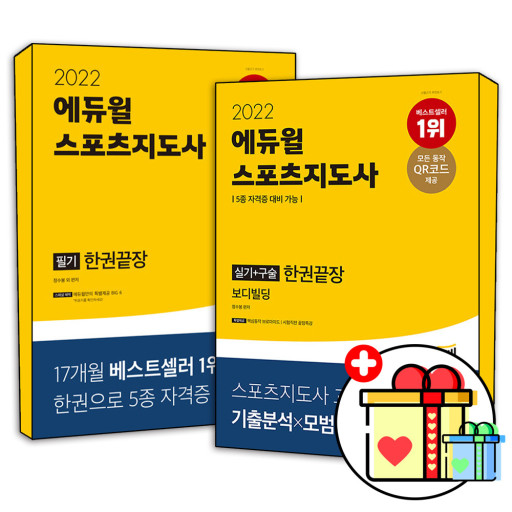 2022
에듀윌
스포츠지도사
필기 한권끝장
17개월 베스트셀러 1위
한권으로 5종 자격증
2022
에듀윌
스포츠지도사
I 5종 자격증 대비 가능 I
베스트셀러
1위
모든 동작
QR코드
제공
실기+구술 한권끝장
보디빌딩
스포츠지도사
기출분석×모범